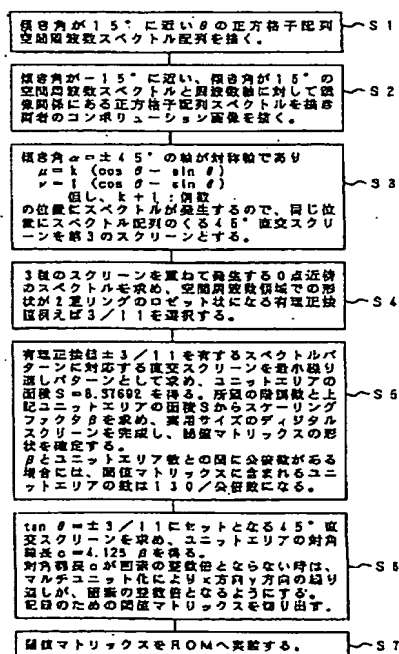 傾き角が15°に近いθの正方格子配列
空間周波数スペクトル配列を描く。
S1
傾き角が-15°に近い、傾き角が15°の
空間周波数スペクトルと周波数軸に対して鏡
像関係にある正方格子配列スペクトルを描き
両者のコンボリューション画像を描く。
S2
傾き角α=±45°の軸が対称軸であり
μ=k(cos θ- sin θ)
ν=l(cos θ- sin θ)
但し、k+l:偶数
の位置にスペクトルが発生するので、同じ位
置にスペクトル配列のくる45°直交スクリ
ーンを第3のスクリーンとする。
S3
3種のスクリーンを重ねて発生する0点近傍
のスペクトルを求め、空間周波数領域での形
状が2重リングのロゼット状になる有理正接
値例えば3/11を選択する。
S4
有理正接値±3/11を有するスペクトルパ
ターンに対応する直交スクリーンを最小繰り
返しパターンとして求め、ユニットエリアの
面積S=8.37692を得る。所望の階調数と上
記ユニットエリアの面積Sからスケーリング
ファクタβを求め、実用サイズのディジタル
スクリーンを完成し、閾値マトリックスの形
状を確定する。
βとユニットエリア数との間に公倍数がある
場合には、閾値マトリックスに含まれるユニ
ットエリアの数は130/公倍数になる。
S5
tan θ=±3/11にセットとなる45°直
交スクリーンを求め、ユニットエリアの対角
線長c=4.125 βを得る。
対角線長cが画素の整数倍とならない時は、
マルチユニット化によりx方向y方向の繰り
返しが、画素の整数倍となるようにする。
記録のための閾値マトリックスを切り出す。
S6
閾値マトリックスをROMへ実装する。
S7